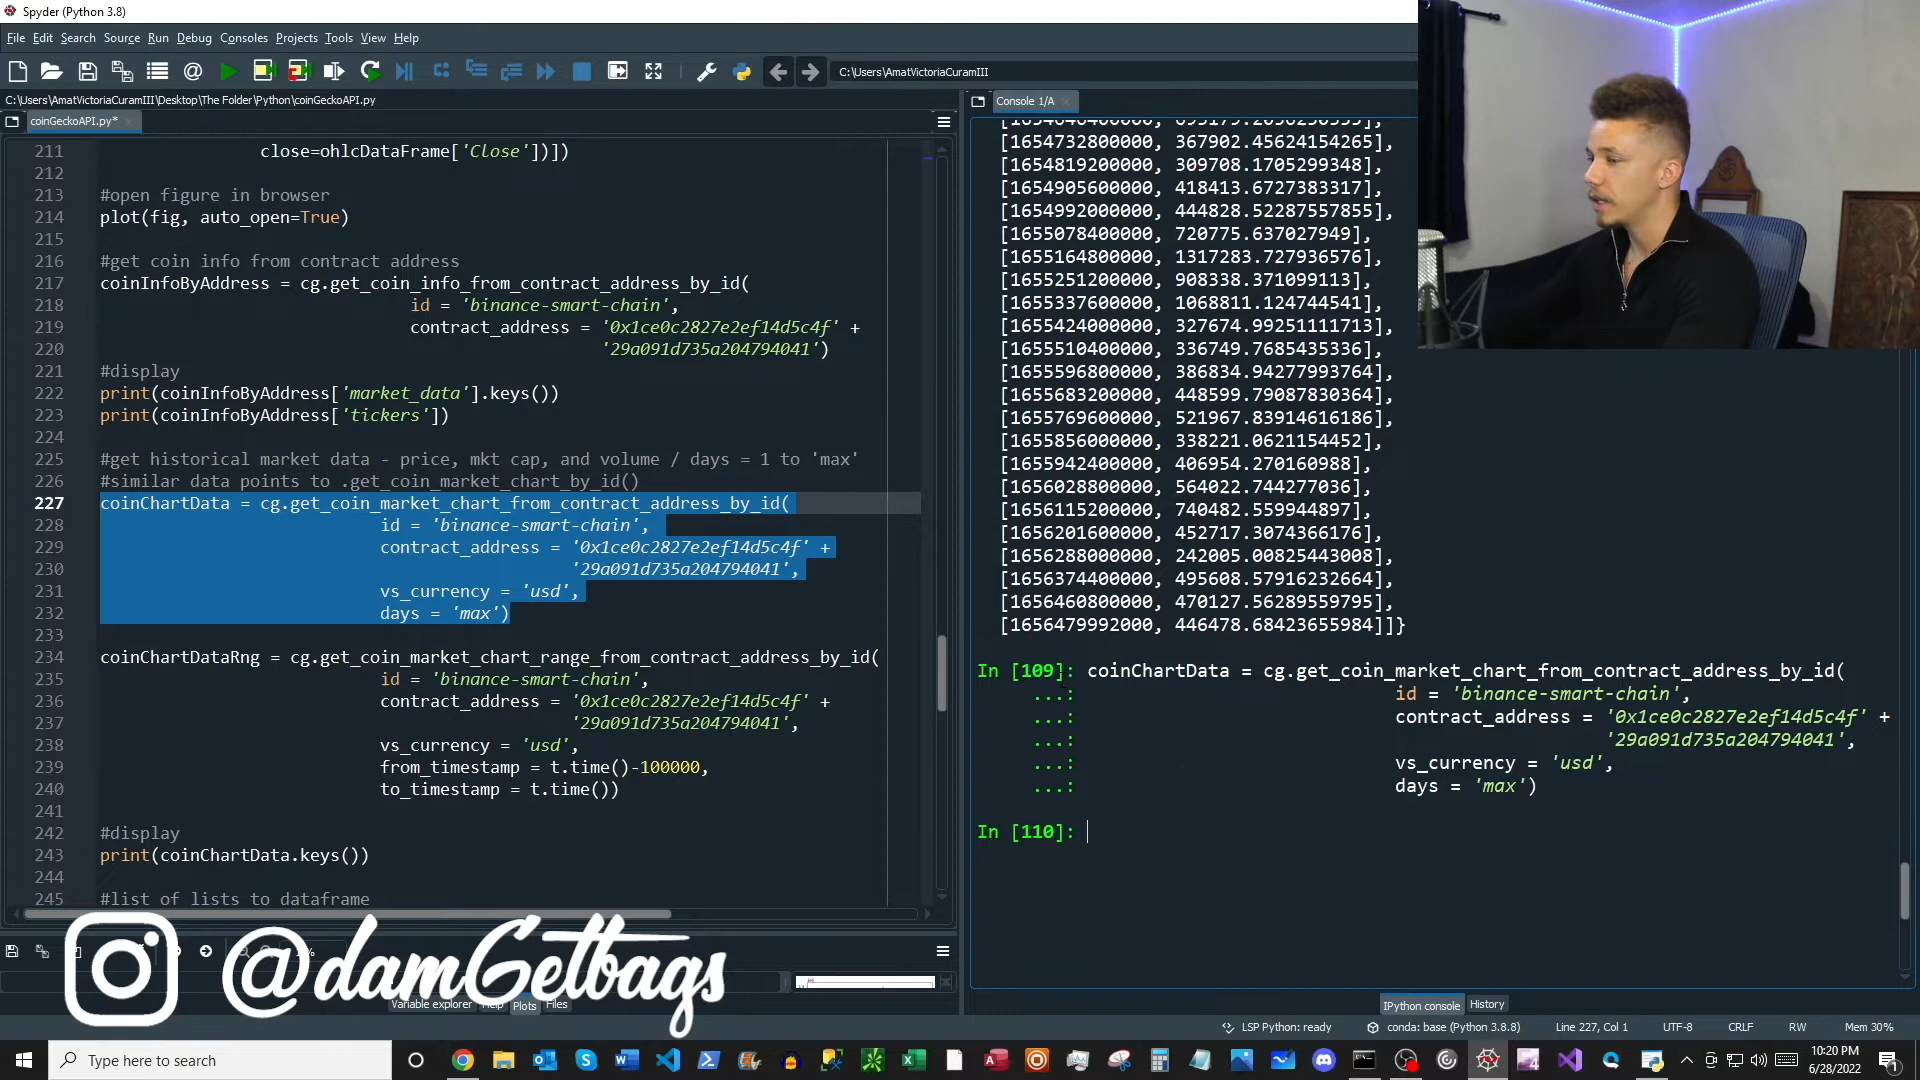 Spyder (Python 3.8)
File Edit Search Source Run Debug Consoles Projects Tools View Help
C:\Users\AmatVictoriaCuramIII
C:\Users\AmatVictoriaCuramIII\Desktop\The Folder\Python\coinGeckoAPI.py
coinGeckoAPI.py*
211 close=ohlcDataFrame['Close'])])
212
213 #open figure in browser
214 plot(fig, auto_open=True)
215
216 #get coin info from contract address
217 coinInfoByAddress = cg.get_coin_info_from_contract_address_by_id(
218 id = 'binance-smart-chain',
219 contract_address = '0x1ce0c2827e2ef14d5c4f' +
220 '29a091d735a204794041')
221 #display
222 print(coinInfoByAddress['market_data'].keys())
223 print(coinInfoByAddress['tickers'])
224
225 #get historical market data - price, mkt cap, and volume / days = 1 to 'max'
226 #similar data points to .get_coin_market_chart_by_id()
227 coinChartData = cg.get_coin_market_chart_from_contract_address_by_id(
228 id = 'binance-smart-chain',
229 contract_address = '0x1ce0c2827e2ef14d5c4f' +
230 '29a091d735a204794041',
231 vs_currency = 'usd',
232 days = 'max')
233
234 coinChartDataRng = cg.get_coin_market_chart_range_from_contract_address_by_id(
235 id = 'binance-smart-chain',
236 contract_address = '0x1ce0c2827e2ef14d5c4f' +
237 '29a091d735a204794041',
238 vs_currency = 'usd',
239 from_timestamp = t.time()-100000,
240 to_timestamp = t.time())
241
242 #display
243 print(coinChartData.keys())
244
245 #list of lists to dataframe
@damGetbags
Variable explorer Help Plots Files
Console 1/A
[1654732800000, 367902.45624154265],
[1654819200000, 309708.1705299348],
[1654905600000, 418413.6727383317],
[1654992000000, 444828.52287557855],
[1655078400000, 720775.637027949],
[1655164800000, 1317283.727936576],
[1655251200000, 908338.371099113],
[1655337600000, 1068811.124744541],
[1655424000000, 327674.99251111713],
[1655510400000, 336749.7685435336],
[1655596800000, 386834.94277993764],
[1655683200000, 448599.79087830364],
[1655769600000, 521967.83914616186],
[1655856000000, 338221.0621154452],
[1655942400000, 406954.270160988],
[1656028800000, 564022.744277036],
[1656115200000, 740482.559944897],
[1656201600000, 452717.3074366176],
[1656288000000, 242005.00825443008],
[1656374400000, 495608.57916232664],
[1656460800000, 470127.56289559795],
[1656479992000, 446478.68423655984]]}
In [109]: coinChartData = cg.get_coin_market_chart_from_contract_address_by_id(
...: id = 'binance-smart-chain',
...: contract_address = '0x1ce0c2827e2ef14d5c4f' +
...: '29a091d735a204794041',
...: vs_currency = 'usd',
...: days = 'max')
In [110]:
IPython console History
LSP Python: ready conda: base (Python 3.8.8) Line 227, Col 1 UTF-8 CRLF RW Mem 30%
Type here to search
10:20 PM
6/28/2022